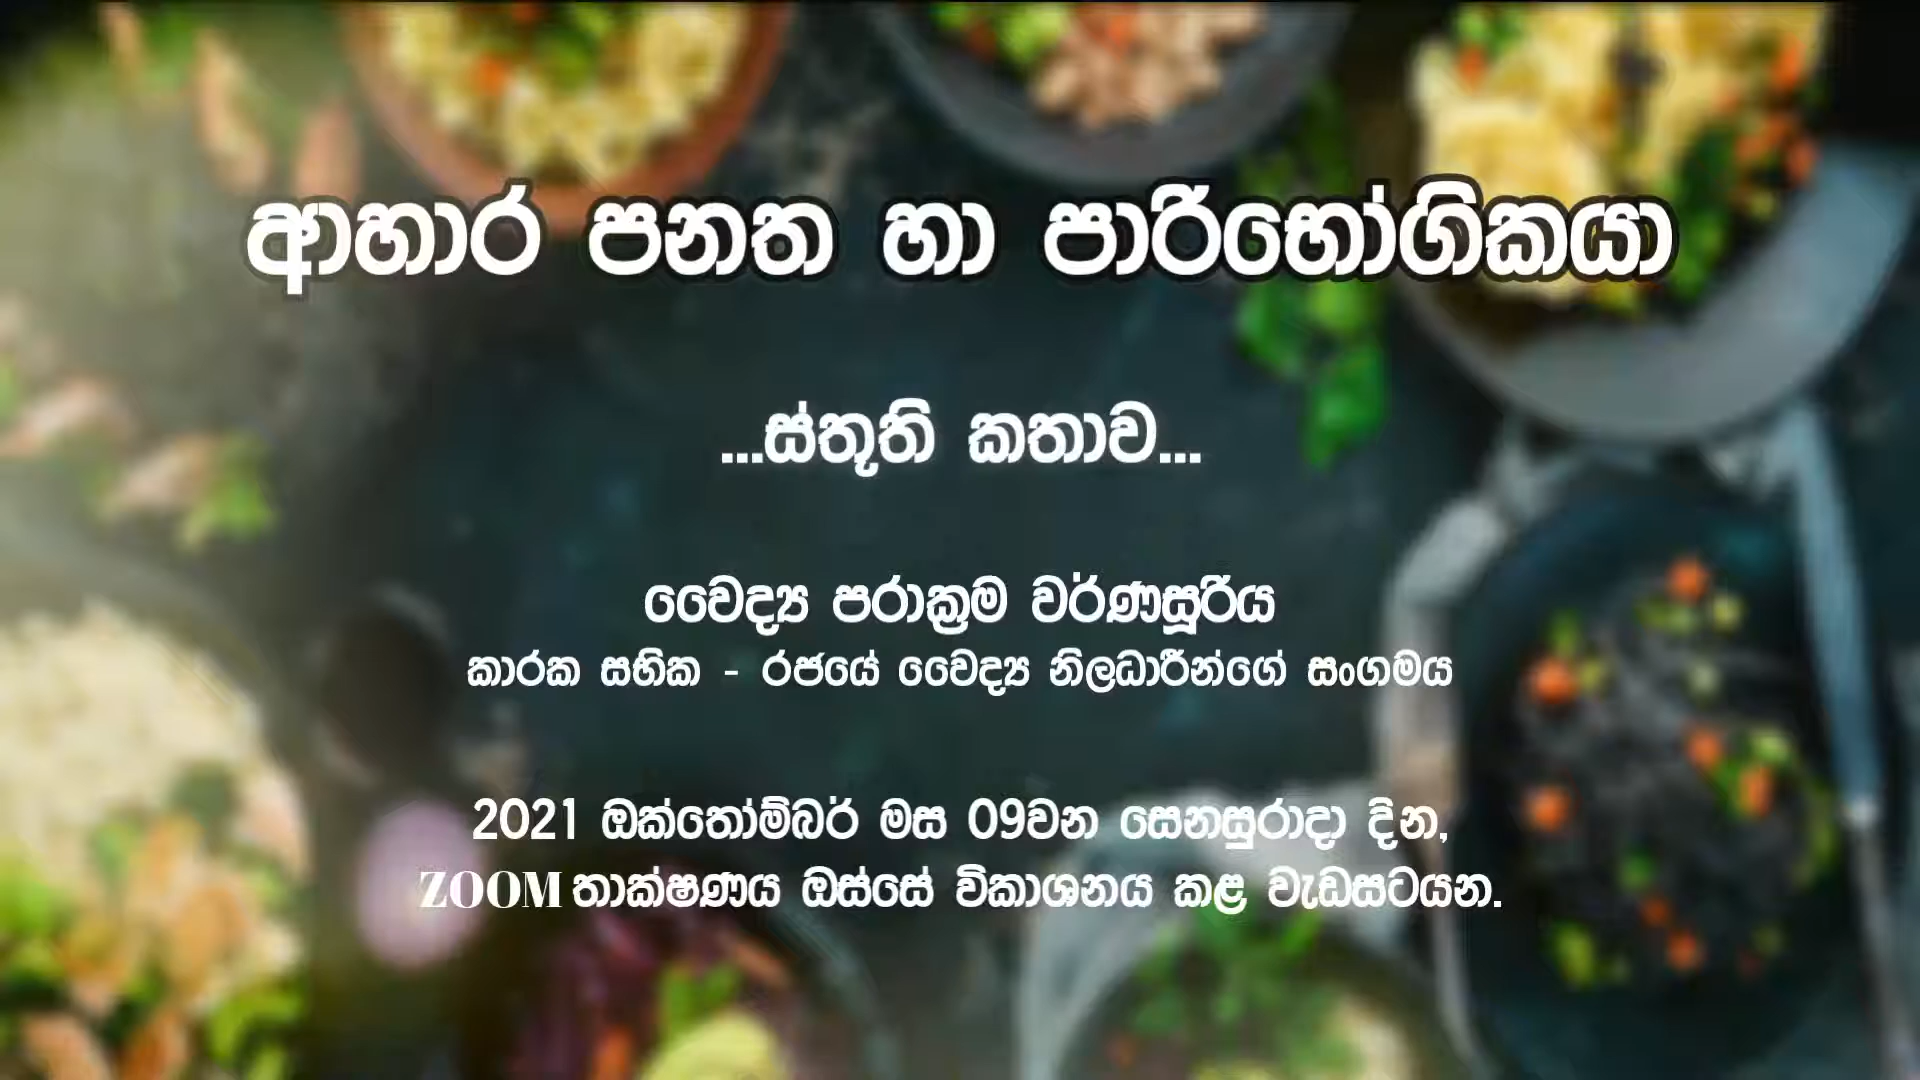 ආහාර පනත හා පාරිභෝගිකයා
...ස්තුති කතාව...
වෛද්‍ය පරාක්‍රම වර්ණසූරිය
කාරක සභික - රජයේ වෛද්‍ය නිලධාරීන්ගේ සංගමය
2021 ඔක්තෝම්බර් මස 09වන සෙනසුරාදා දින,
ZOOM තාක්ෂණය ඔස්සේ විකාශනය කළ වැඩසටයන.